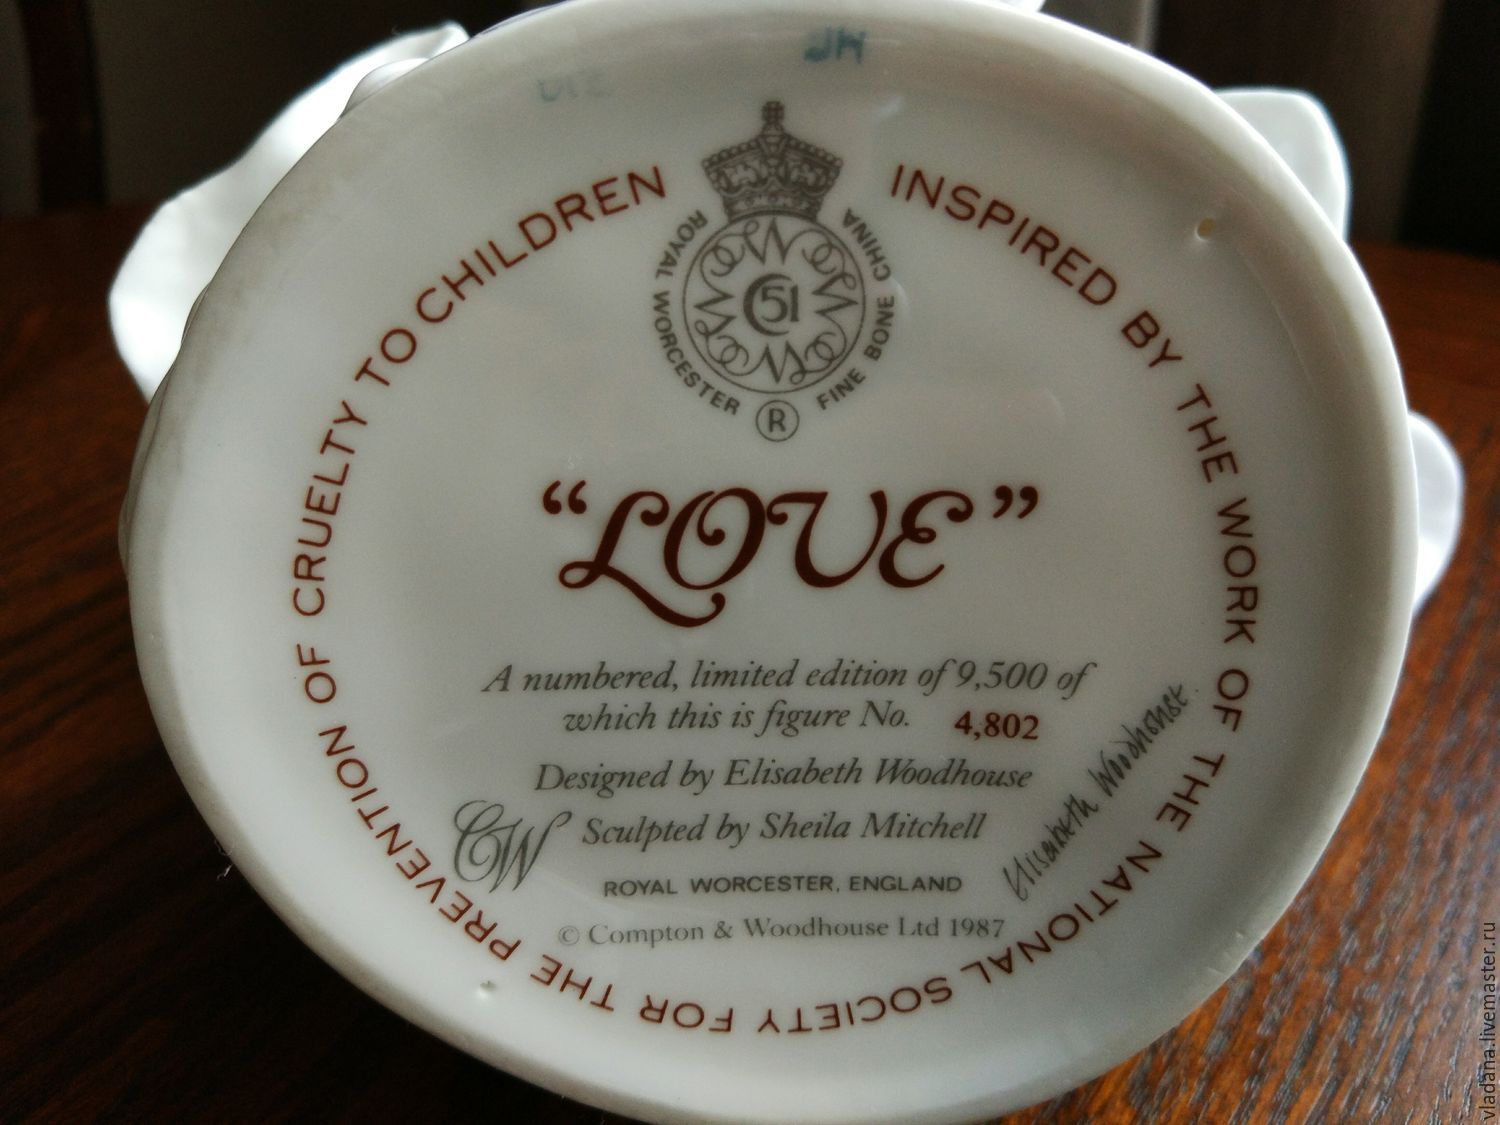 JH
INSPIRED BY THE WORK OF THE NATIONAL SOCIETY FOR THE PREVENTION OF CRUELTY TO CHILDREN
ROYAL WORCESTER FINE BONE CHINA
W W W W
C 51
®
“LOVE”
A numbered, limited edition of 9,500 of
which this is figure No. 4,802
Designed by Elisabeth Woodhouse
CW
Sculpted by Sheila Mitchell
ROYAL WORCESTER, ENGLAND
© Compton & Woodhouse Ltd 1987
Elisabeth Woodhouse
vladana.livemaster.ru